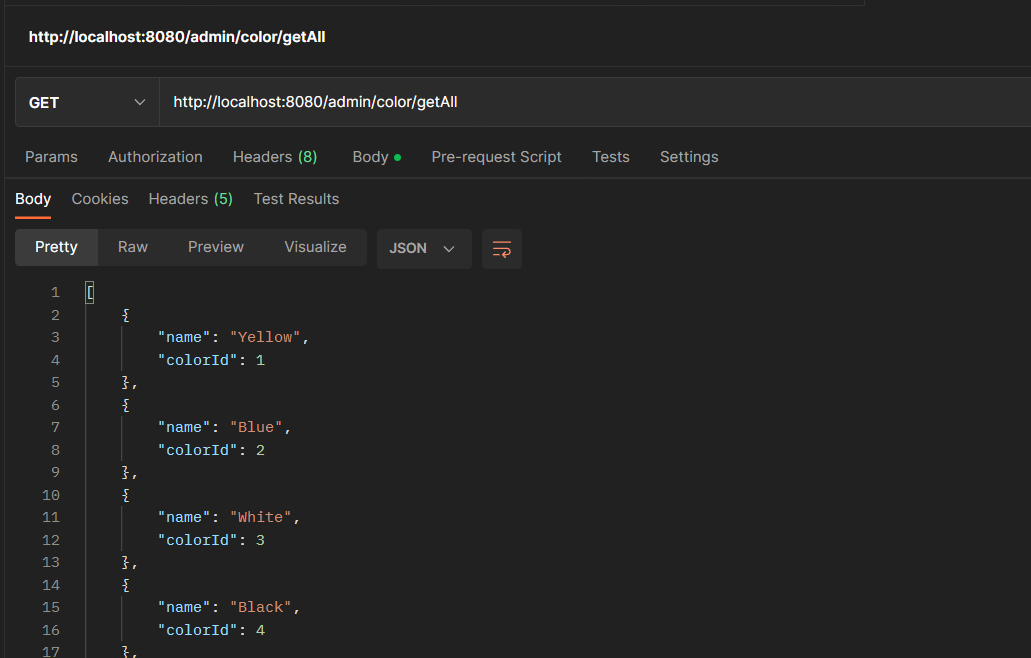 http://localhost:8080/admin/color/getAll
GET http://localhost:8080/admin/color/getAll
Params Authorization Headers (8) Body Pre-request Script Tests Settings
Body Cookies Headers (5) Test Results
Pretty Raw Preview Visualize JSON
1 [
2 {
3 "name": "Yellow",
4 "colorId": 1
5 },
6 {
7 "name": "Blue",
8 "colorId": 2
9 },
10 {
11 "name": "White",
12 "colorId": 3
13 },
14 {
15 "name": "Black",
16 "colorId": 4
17 },